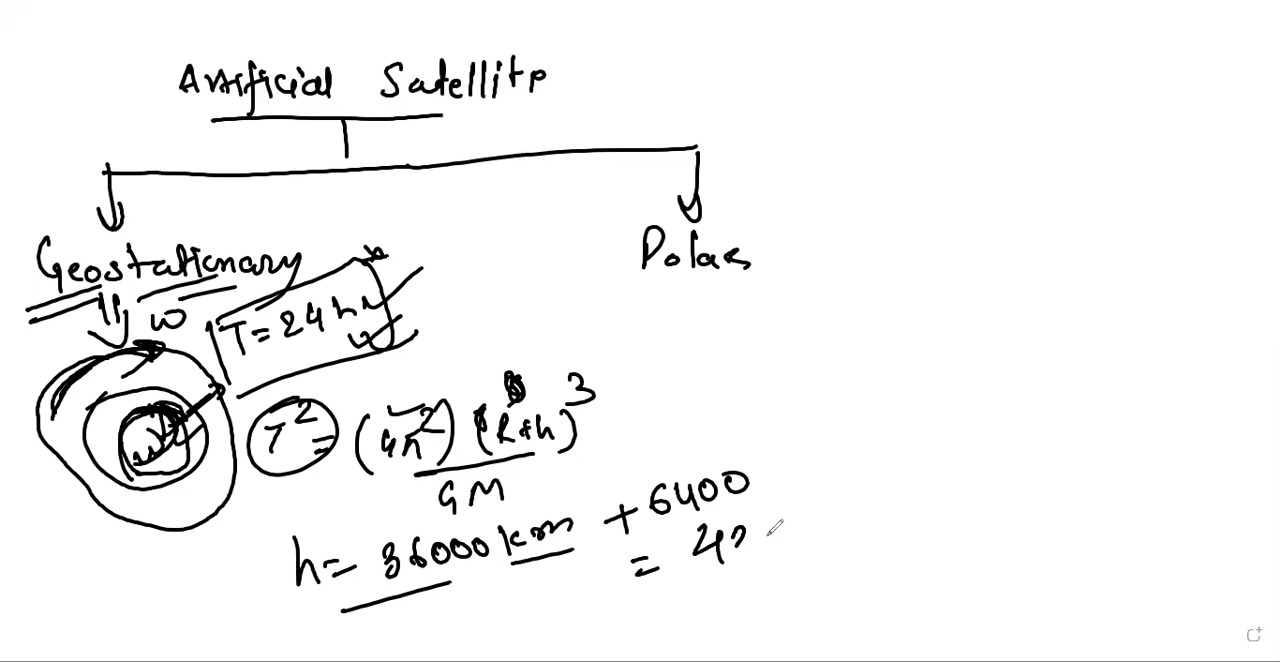 Artificial Satellite
Geostationary
Polar
ω
T = 24 hr
T² = (4π²) (R+h)³
GM
h = 36000 km + 6400
= 42